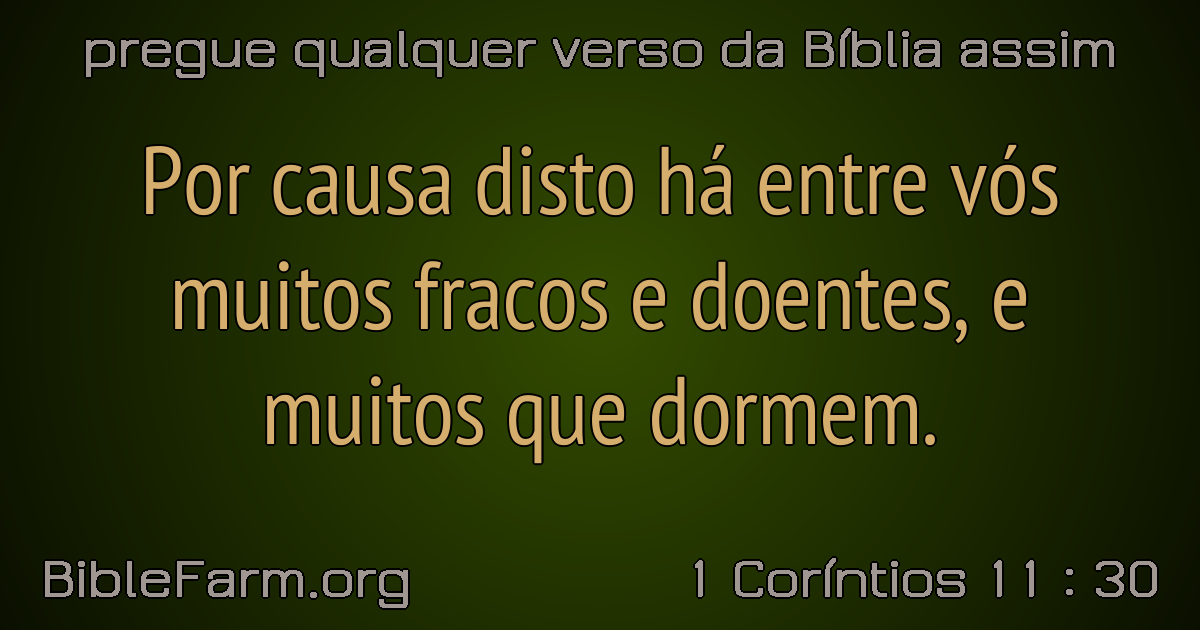 pregue qualquer verso da Bíblia assim
Por causa disto há entre vós
muitos fracos e doentes, e
muitos que dormem.
BibleFarm.org
1 Coríntios 11 : 30